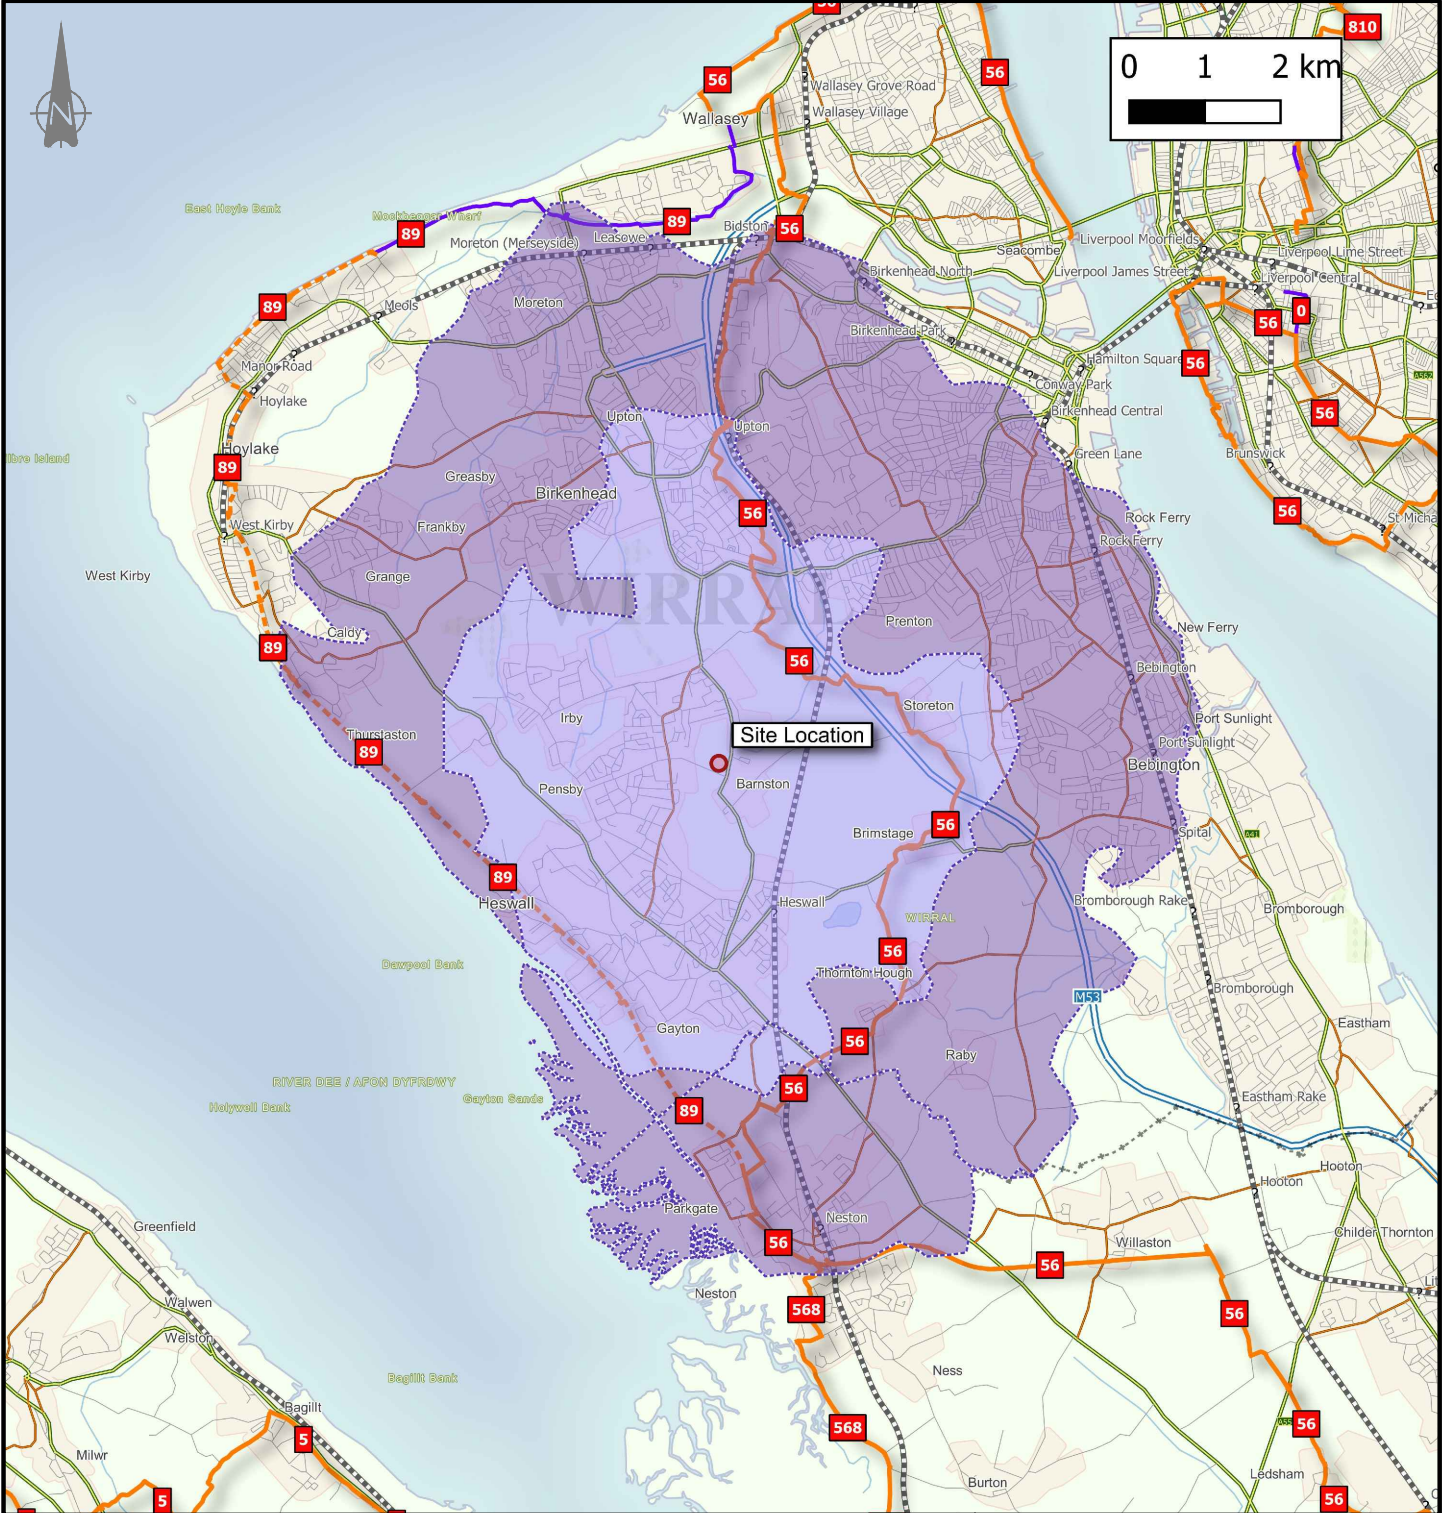 56
810
0 1 2 km
56
56
Wallasey Grove Road
Wallasey Village
Wallasey
N
East Hoyle Bank
Mockbeggar Wharf
89
89
Bidston
56
Leasowe
Moreton (Merseyside)
Seacombe
Liverpool Moorfields
Liverpool Lime Street
Birkenhead North
Liverpool James Street
Liverpool Central
89
Meols
Moreton
0
56
Birkenhead Park
Manor Road
Hamilton Square
56
A562
Conway Park
Hoylake
Birkenhead Central
56
Upton
Upton
Hoylake
Green Lane
Brunswick
89
Greasby
Birkenhead
56
56
Rock Ferry
West Kirby
Frankby
Rock Ferry
West Kirby
Grange
WIRRAL
Caldy
Prenton
New Ferry
89
56
Bebington
Storeton
Irby
Port Sunlight
Thurstaston
89
Site Location
Port Sunlight
Bebington
Pensby
Barnston
56
Brimstage
Spital
A41
89
Heswall
Heswall
Bromborough Rake
Bromborough
WIRRAL
56
Dawpool Bank
Thornton Hough
M53
Bromborough
Gayton
56
Eastham
Raby
RIVER DEE / AFON DYFRDWY
56
Holywell Bank
Gayton Sands
89
Eastham Rake
Hooton
Hooton
Parkgate
Neston
Greenfield
56
Willaston
Childer Thornton
56
Neston
Walwen
568
56
Welston
Ness
Bagillt Bank
Bagillt
568
56
5
Milwr
Burton
Ledsham
5
56